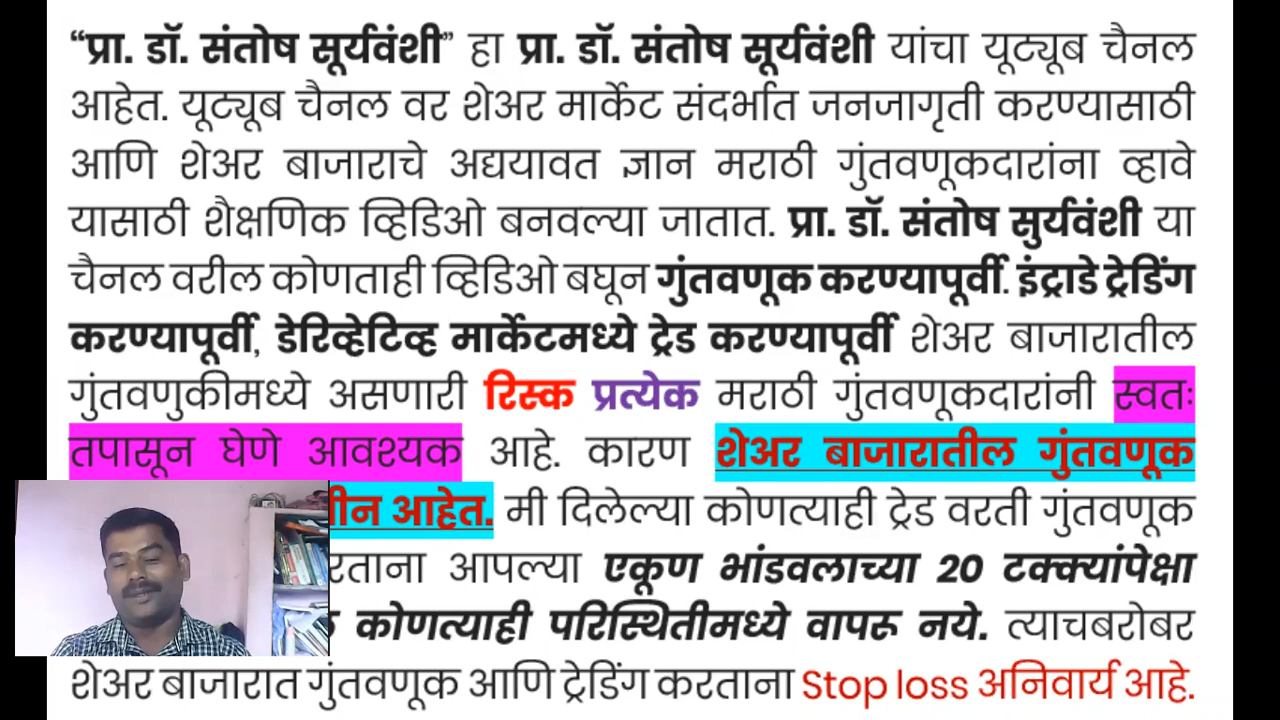 “प्रा. डॉ. संतोष सूर्यवंशी” हा प्रा. डॉ. संतोष सूर्यवंशी यांचा यूट्यूब चैनल
आहेत. यूट्यूब चैनल वर शेअर मार्केट संदर्भात जनजागृती करण्यासाठी
आणि शेअर बाजाराचे अद्ययावत ज्ञान मराठी गुंतवणूकदारांना व्हावे
यासाठी शैक्षणिक व्हिडिओ बनवल्या जातात. प्रा. डॉ. संतोष सुर्यवंशी या
चैनल वरील कोणताही व्हिडिओ बघून गुंतवणूक करण्यापूर्वी. इंट्राडे ट्रेडिंग
करण्यापूर्वी, डेरिव्हेटिव्ह मार्केटमध्ये ट्रेड करण्यापूर्वी शेअर बाजारातील
गुंतवणुकीमध्ये असणारी रिस्क प्रत्येक मराठी गुंतवणूकदारांनी स्वतः
तपासून घेणे आवश्यक आहे. कारण शेअर बाजारातील गुंतवणूक
आहेत. मी दिलेल्या कोणत्याही ट्रेड वरती गुंतवणूक
आपल्या एकूण भांडवलाच्या 20 टक्क्यांपेक्षा
कोणत्याही परिस्थितीमध्ये वापरू नये. त्याचबरोबर
शेअर बाजारात गुंतवणूक आणि ट्रेडिंग करताना Stop loss अनिवार्य आहे.